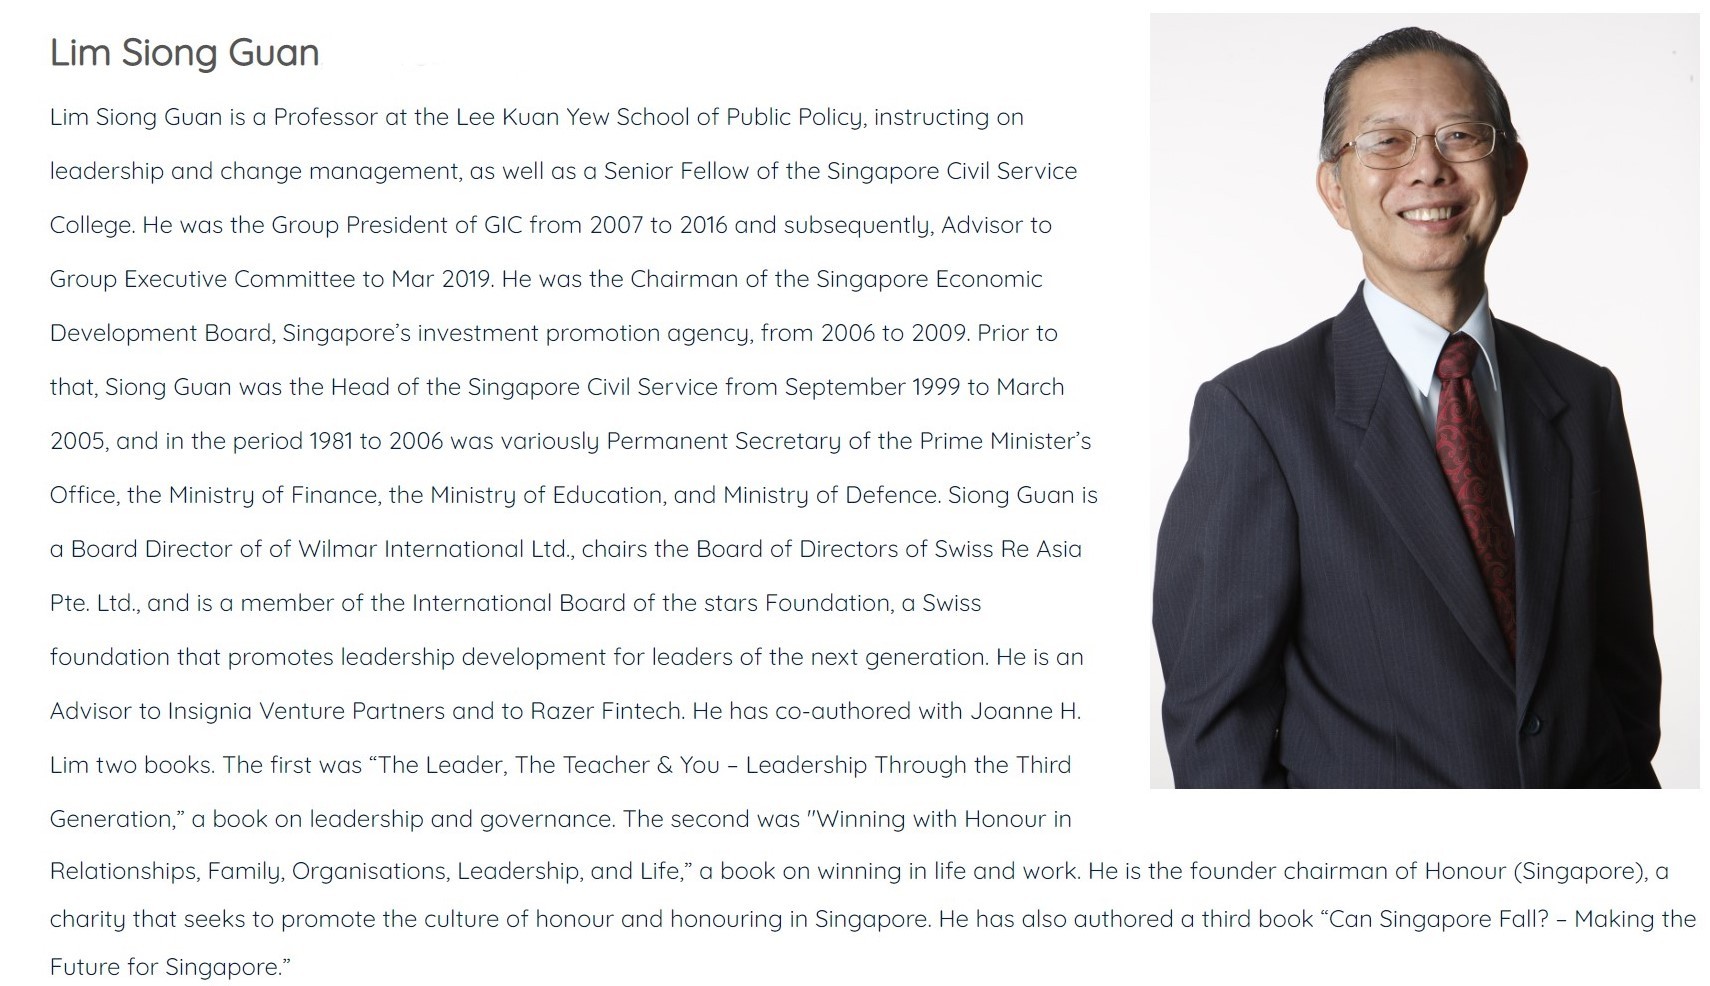 Lim Siong Guan
Lim Siong Guan is a Professor at the Lee Kuan Yew School of Public Policy, instructing on
leadership and change management, as well as a Senior Fellow of the Singapore Civil Service
College. He was the Group President of GIC from 2007 to 2016 and subsequently, Advisor to
Group Executive Committee to Mar 2019. He was the Chairman of the Singapore Economic
Development Board, Singapore’s investment promotion agency, from 2006 to 2009. Prior to
that, Siong Guan was the Head of the Singapore Civil Service from September 1999 to March
2005, and in the period 1981 to 2006 was variously Permanent Secretary of the Prime Minister’s
Office, the Ministry of Finance, the Ministry of Education, and Ministry of Defence. Siong Guan is
a Board Director of of Wilmar International Ltd., chairs the Board of Directors of Swiss Re Asia
Pte. Ltd., and is a member of the International Board of the stars Foundation, a Swiss
foundation that promotes leadership development for leaders of the next generation. He is an
Advisor to Insignia Venture Partners and to Razer Fintech. He has co-authored with Joanne H.
Lim two books. The first was “The Leader, The Teacher & You – Leadership Through the Third
Generation,” a book on leadership and governance. The second was "Winning with Honour in
Relationships, Family, Organisations, Leadership, and Life,” a book on winning in life and work. He is the founder chairman of Honour (Singapore), a
charity that seeks to promote the culture of honour and honouring in Singapore. He has also authored a third book “Can Singapore Fall? – Making the
Future for Singapore.”